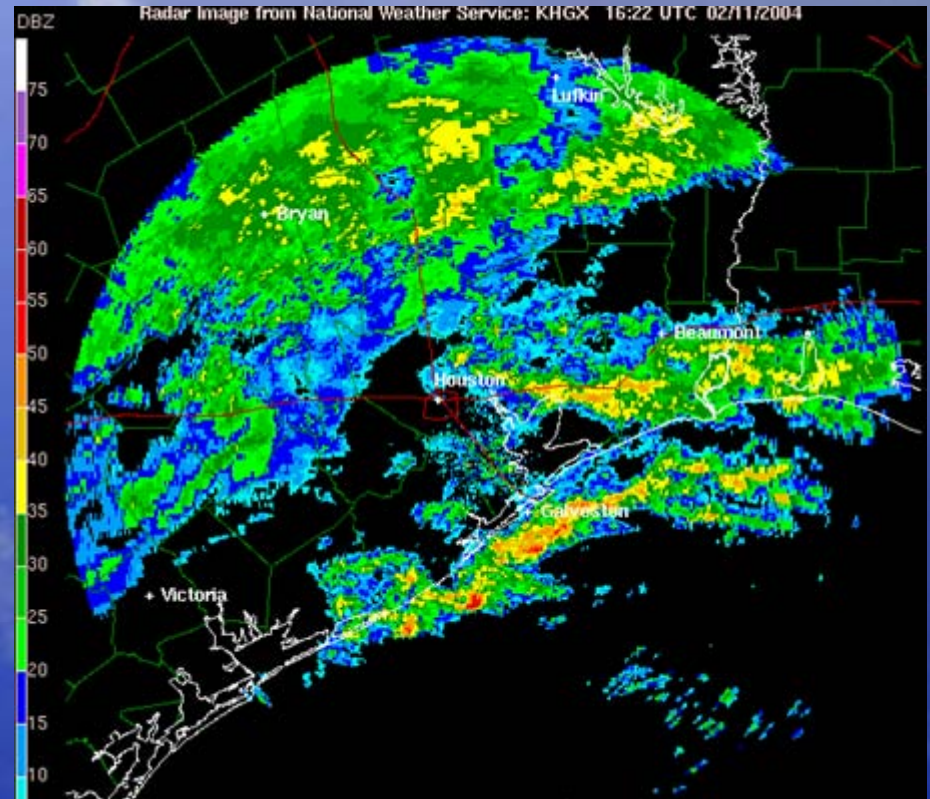 Radar Image from National Weather Service: KHGX 16:22 UTC 02/11/2004
DBZ
75
70
65
60
55
50
45
40
35
30
25
20
15
10
Lufkin
Bryan
Beaumont
Houston
Galveston
Victoria